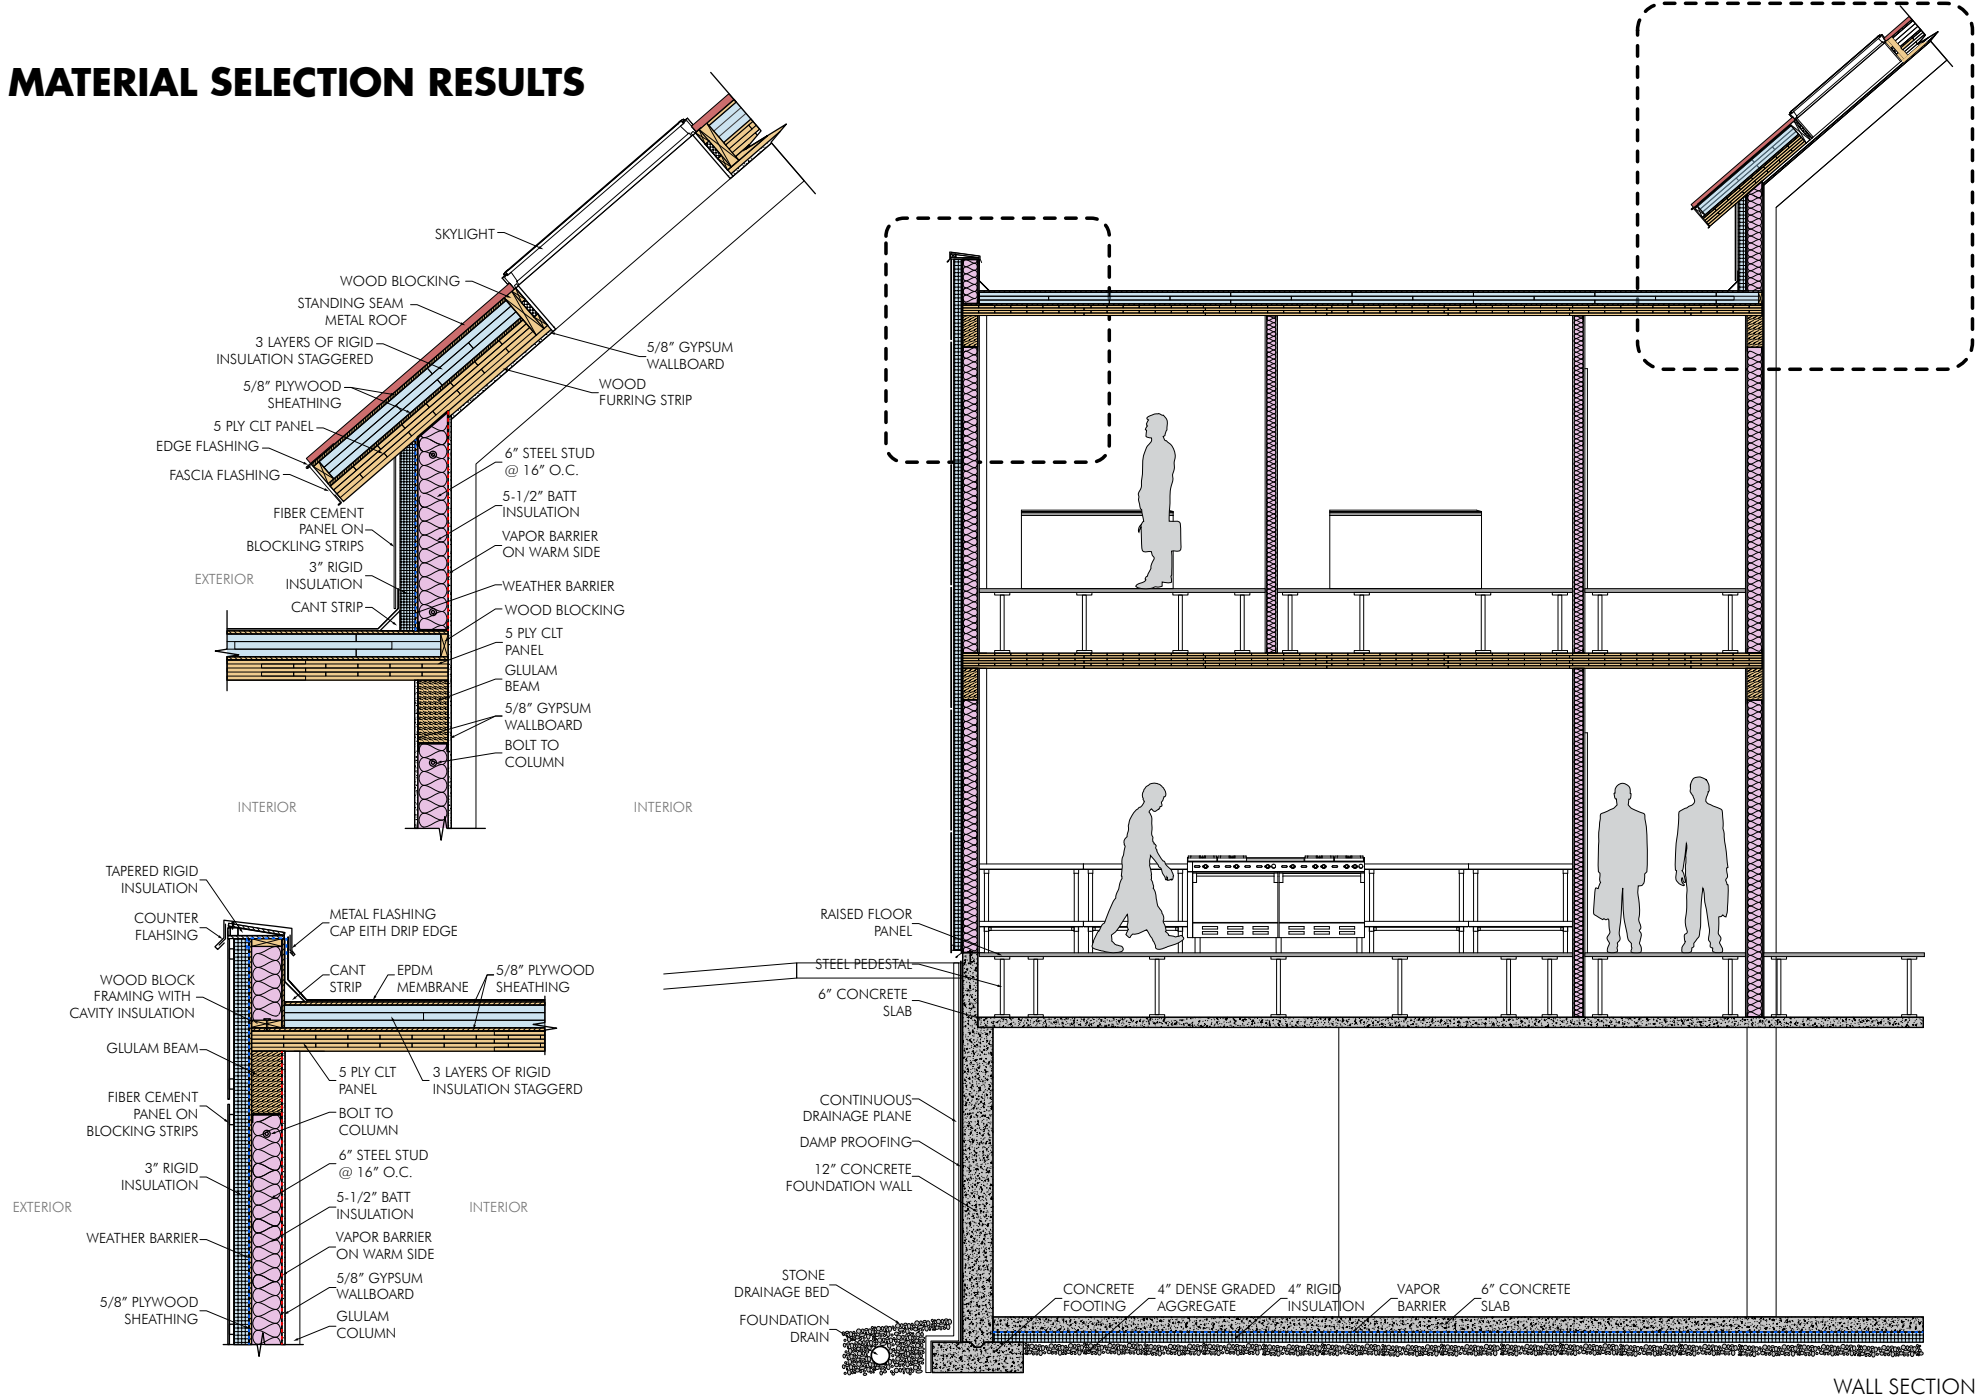 MATERIAL SELECTION RESULTS
SKYLIGHT
WOOD BLOCKING
STANDING SEAM
METAL ROOF
3 LAYERS OF RIGID
INSULATION STAGGERED
5/8" PLYWOOD
SHEATHING
5 PLY CLT PANEL
EDGE FLASHING
FASCIA FLASHING
FIBER CEMENT
PANEL ON
BLOCKLING STRIPS
EXTERIOR
3" RIGID
INSULATION
CANT STRIP
5/8" GYPSUM
WALLBOARD
WOOD
FURRING STRIP
6" STEEL STUD
@ 16" O.C.
5-1/2" BATT
INSULATION
VAPOR BARRIER
ON WARM SIDE
WEATHER BARRIER
WOOD BLOCKING
5 PLY CLT
PANEL
GLULAM
BEAM
5/8" GYPSUM
WALLBOARD
BOLT TO
COLUMN
INTERIOR
INTERIOR
TAPERED RIGID
INSULATION
COUNTER
FLAHSING
WOOD BLOCK
FRAMING WITH
CAVITY INSULATION
GLULAM BEAM
FIBER CEMENT
PANEL ON
BLOCKING STRIPS
3" RIGID
INSULATION
EXTERIOR
WEATHER BARRIER
5/8" PLYWOOD
SHEATHING
METAL FLASHING
CAP EITH DRIP EDGE
CANT
STRIP
EPDM
MEMBRANE
5/8" PLYWOOD
SHEATHING
5 PLY CLT
PANEL
3 LAYERS OF RIGID
INSULATION STAGGERD
BOLT TO
COLUMN
6" STEEL STUD
@ 16" O.C.
5-1/2" BATT
INSULATION
INTERIOR
VAPOR BARRIER
ON WARM SIDE
5/8" GYPSUM
WALLBOARD
GLULAM
COLUMN
RAISED FLOOR
PANEL
STEEL PEDESTAL
6" CONCRETE
SLAB
CONTINUOUS
DRAINAGE PLANE
DAMP PROOFING
12" CONCRETE
FOUNDATION WALL
STONE
DRAINAGE BED
FOUNDATION
DRAIN
CONCRETE
FOOTING
4" DENSE GRADED
AGGREGATE
4" RIGID
INSULATION
VAPOR
BARRIER
6" CONCRETE
SLAB
WALL SECTION